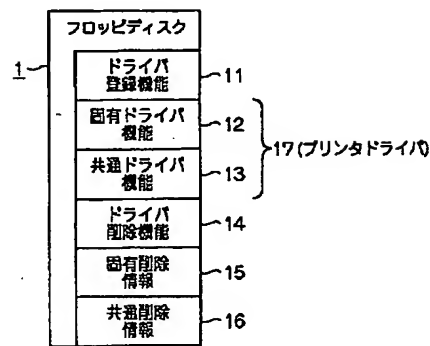 フロッピディスク
1
ドライバ
登録機能
11
固有ドライバ
機能
12
共通ドライバ
機能
13
17(プリンタドライバ)
ドライバ
削除機能
14
固有削除
情報
15
共通削除
情報
16